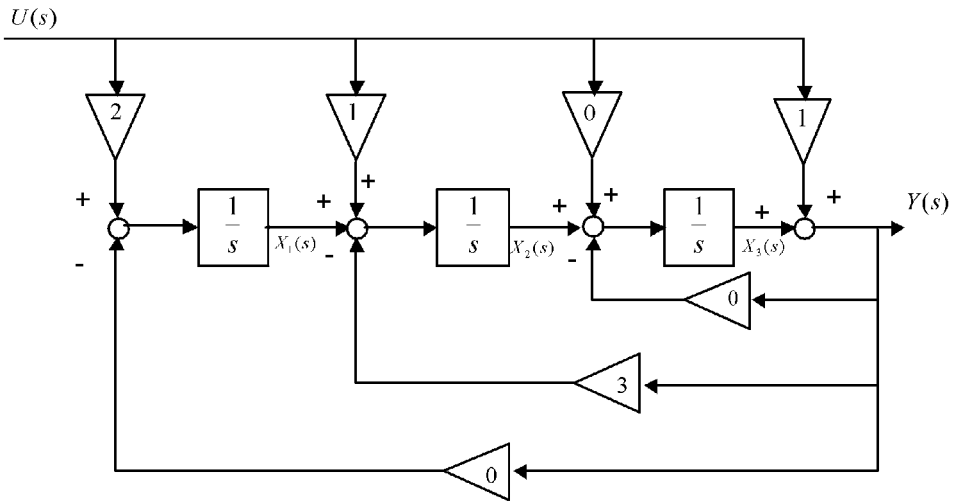 U(s)
2
1
0
1
+
+
+
+
+
+
+
Y(s)
1
s
1
s
1
s
X₁(s)
X₂(s)
X₃(s)
-
-
-
0
3
0